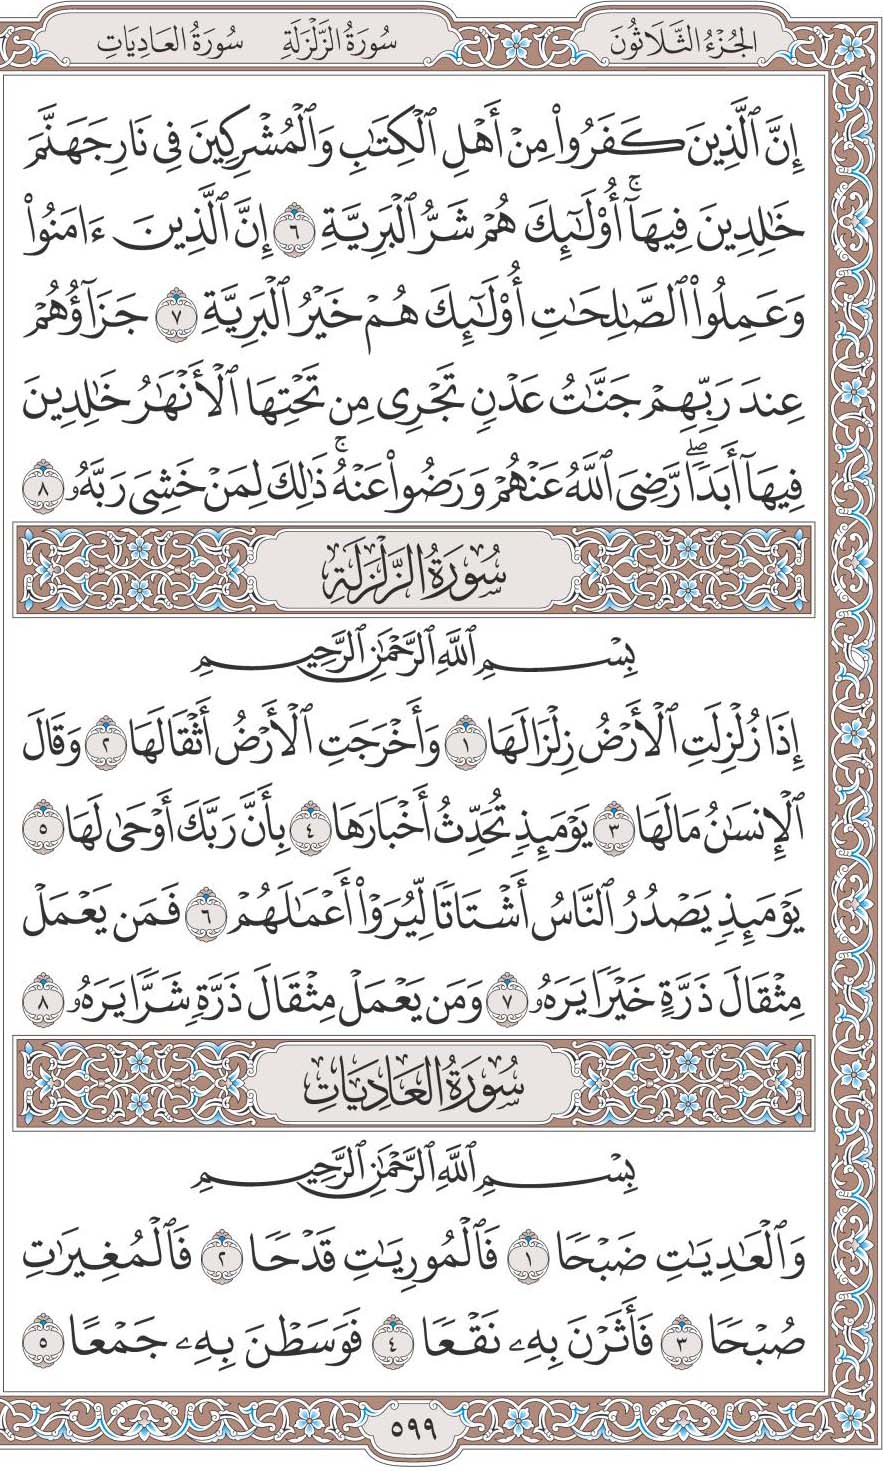 الجُزْءُ الثَّلَاثُونَ
سُورَةُ الزَّلْزَلَةِ سُورَةُ العَادِيَاتِ
إِنَّ ٱلَّذِينَ كَفَرُوا۟ مِنْ أَهْلِ ٱلْكِتَٰبِ وَٱلْمُشْرِكِينَ فِى نَارِ جَهَنَّمَ
خَٰلِدِينَ فِيهَآ ۚ أُو۟لَٰٓئِكَ هُمْ شَرُّ ٱلْبَرِيَّةِ ٦ إِنَّ ٱلَّذِينَ ءَامَنُوا۟
وَعَمِلُوا۟ ٱلصَّٰلِحَٰتِ أُو۟لَٰٓئِكَ هُمْ خَيْرُ ٱلْبَرِيَّةِ ٧ جَزَآؤُهُمْ
عِندَ رَبِّهِمْ جَنَّٰتُ عَدْنٍ تَجْرِى مِن تَحْتِهَا ٱلْأَنْهَٰرُ خَٰلِدِينَ
فِيهَآ أَبَدًا ۖ رَّضِىَ ٱللَّهُ عَنْهُمْ وَرَضُوا۟ عَنْهُ ۚ ذَٰلِكَ لِمَنْ خَشِىَ رَبَّهُۥ ٨
سُورَةُ الزَّلْزَلَةِ
بِسْمِ ٱللَّهِ ٱلرَّحْمَٰنِ ٱلرَّحِيمِ
إِذَا زُلْزِلَتِ ٱلْأَرْضُ زِلْزَالَهَا ١ وَأَخْرَجَتِ ٱلْأَرْضُ أَثْقَالَهَا ٢ وَقَالَ
ٱلْإِنسَٰنُ مَا لَهَا ٣ يَوْمَئِذٍ تُحَدِّثُ أَخْبَارَهَا ٤ بِأَنَّ رَبَّكَ أَوْحَىٰ لَهَا ٥
يَوْمَئِذٍ يَصْدُرُ ٱلنَّاسُ أَشْتَاتًا لِّيُرَوْا۟ أَعْمَٰلَهُمْ ٦ فَمَن يَعْمَلْ
مِثْقَالَ ذَرَّةٍ خَيْرًا يَرَهُۥ ٧ وَمَن يَعْمَلْ مِثْقَالَ ذَرَّةٍ شَرًّا يَرَهُۥ ٨
سُورَةُ العَادِيَاتِ
بِسْمِ ٱللَّهِ ٱلرَّحْمَٰنِ ٱلرَّحِيمِ
وَٱلْعَٰدِيَٰتِ ضَبْحًا ١ فَٱلْمُورِيَٰتِ قَدْحًا ٢ فَٱلْمُغِيرَٰتِ
صُبْحًا ٣ فَأَثَرْنَ بِهِۦ نَقْعًا ٤ فَوَسَطْنَ بِهِۦ جَمْعًا ٥
٥٩٩